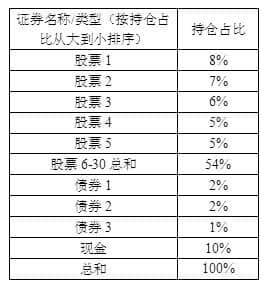 证券名称/类型（按持仓占
比从大到小排序） 持仓占比
股票 1 8%
股票 2 7%
股票 3 6%
股票 4 5%
股票 5 5%
股票 6-30 总和 54%
债券 1 2%
债券 2 2%
债券 3 1%
现金 10%
总和 100%